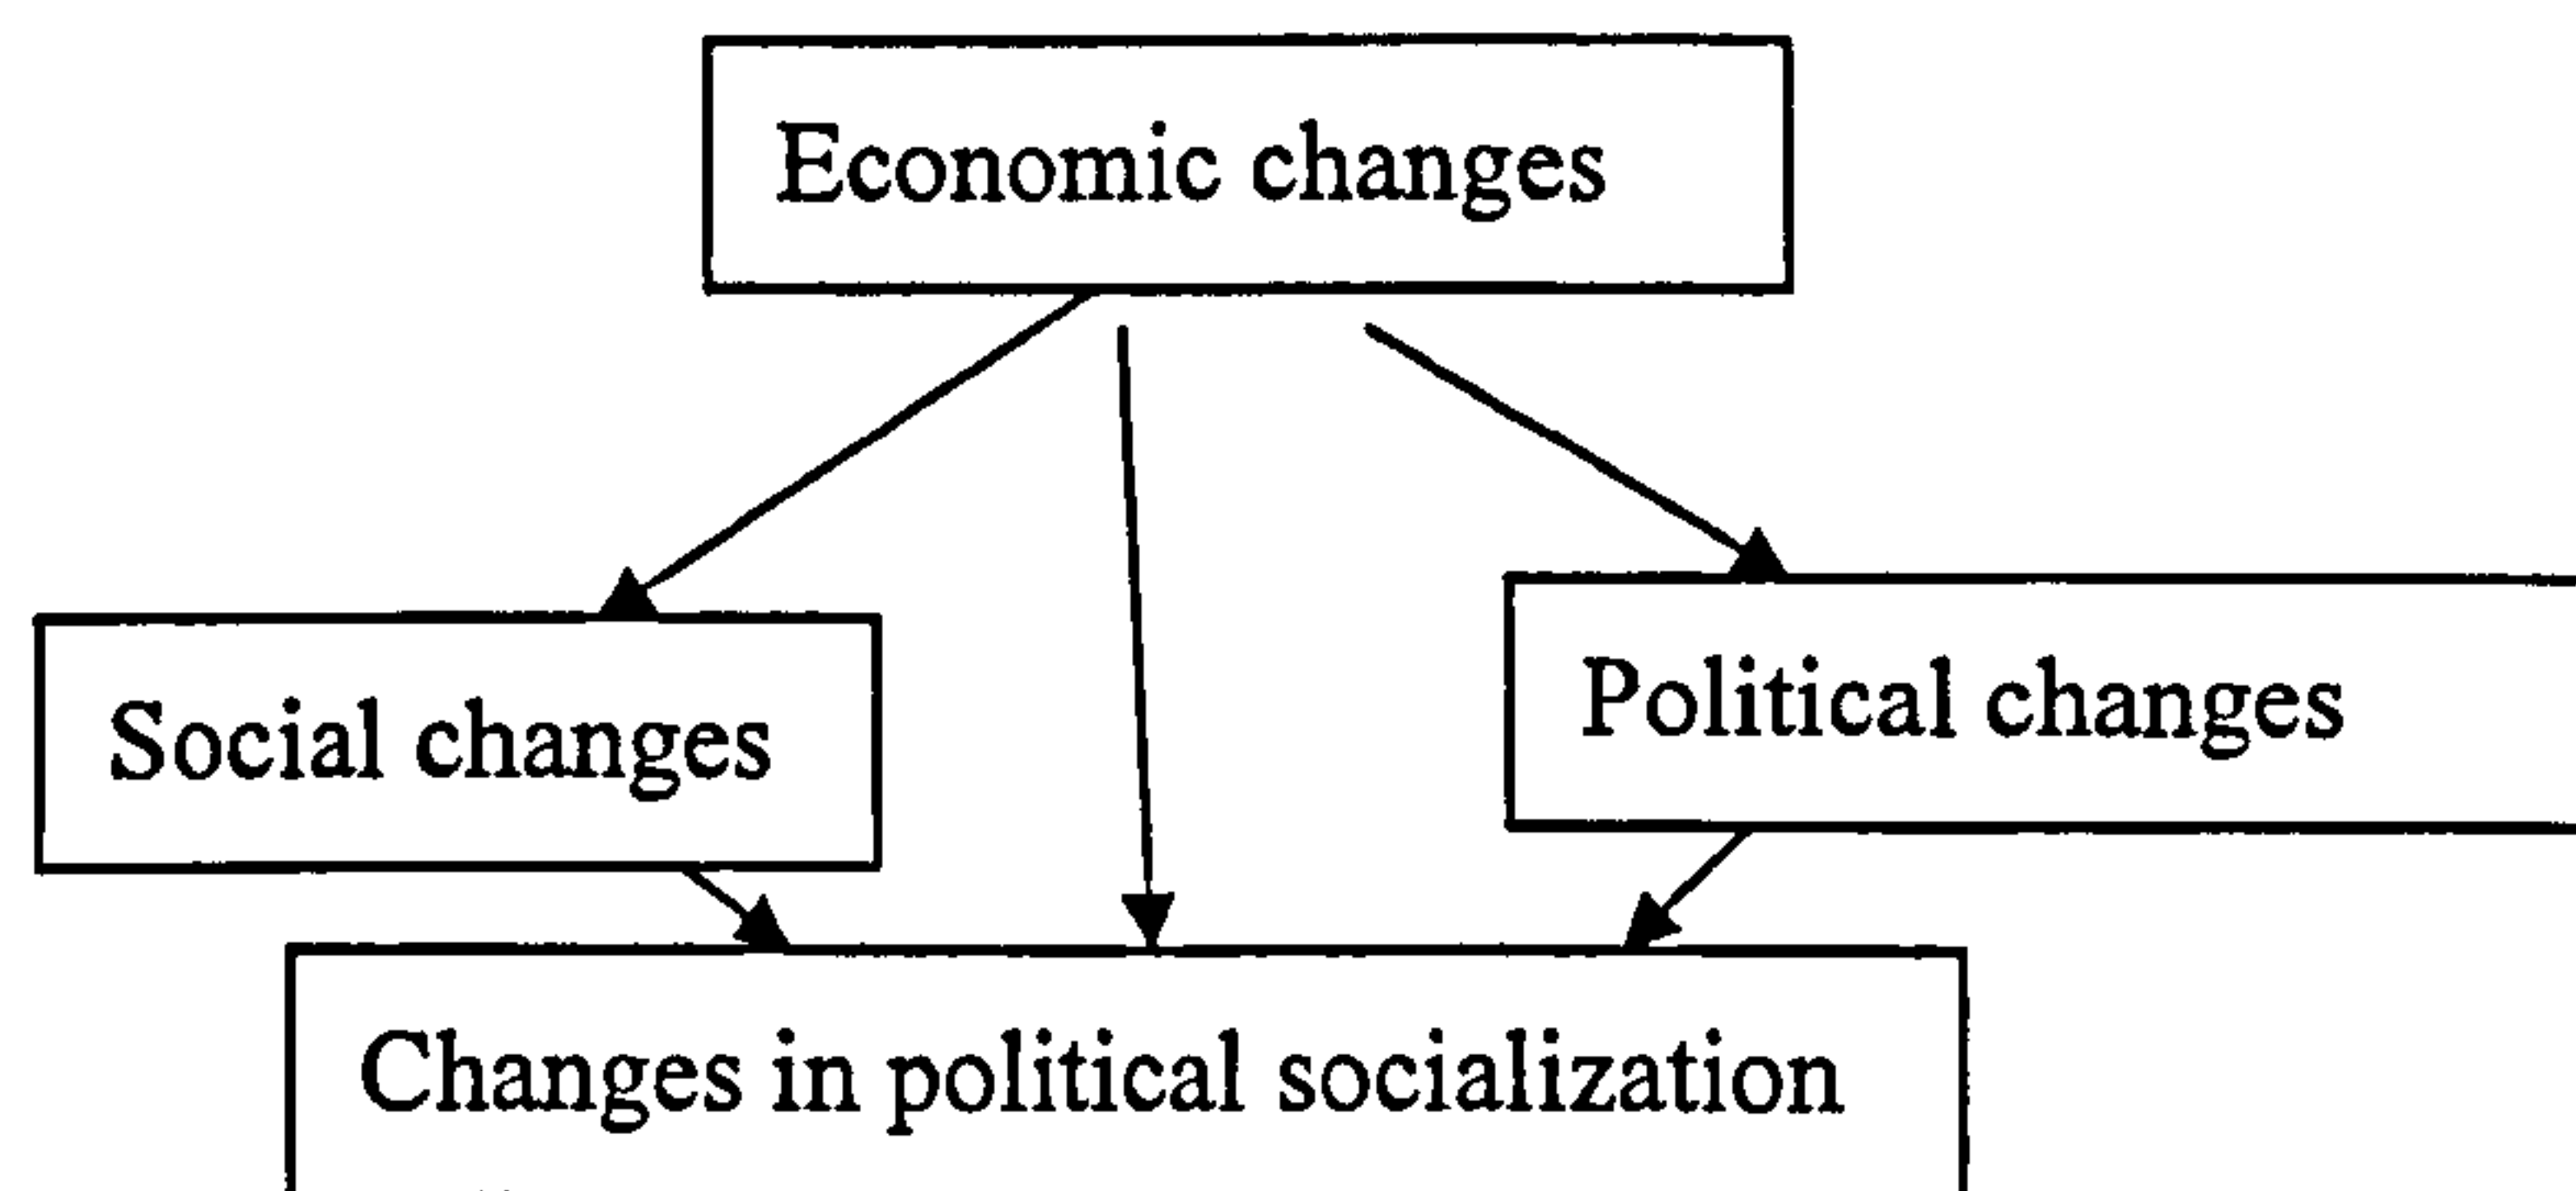 Economic changes
Social changes
Political changes
Changes in political socialization